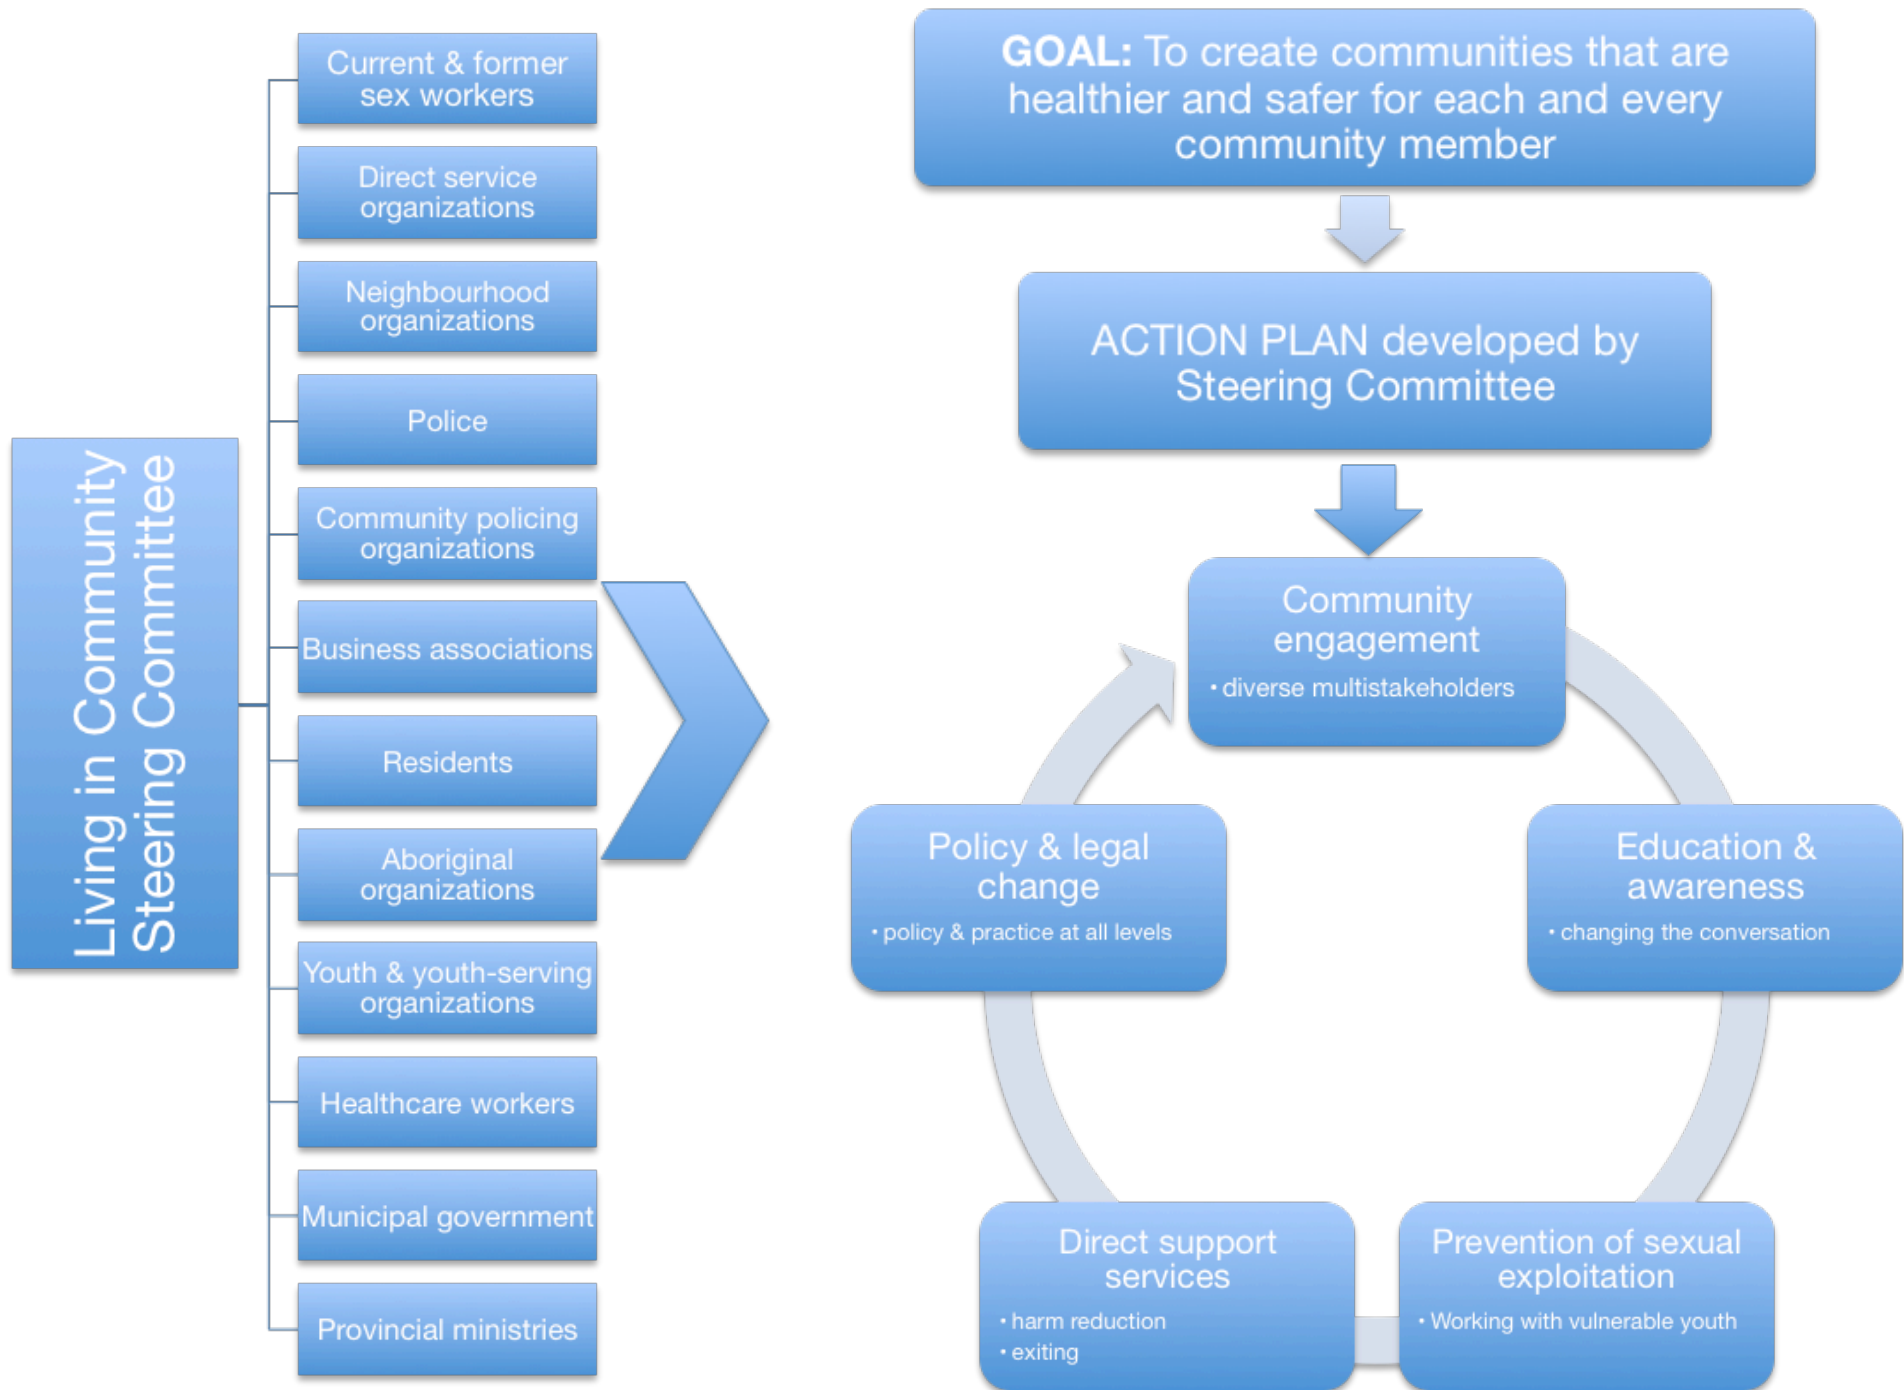 Living in Community
Steering Committee
Current & former
sex workers
Direct service
organizations
Neighbourhood
organizations
Police
Community policing
organizations
Business associations
Residents
Aboriginal
organizations
Youth & youth-serving
organizations
Healthcare workers
Municipal government
Provincial ministries
GOAL: To create communities that are
healthier and safer for each and every
community member
ACTION PLAN developed by
Steering Committee
Community
engagement
• diverse multistakeholders
Education &
awareness
• changing the conversation
Prevention of sexual
exploitation
• Working with vulnerable youth
Direct support
services
• harm reduction
• exiting
Policy & legal
change
• policy & practice at all levels